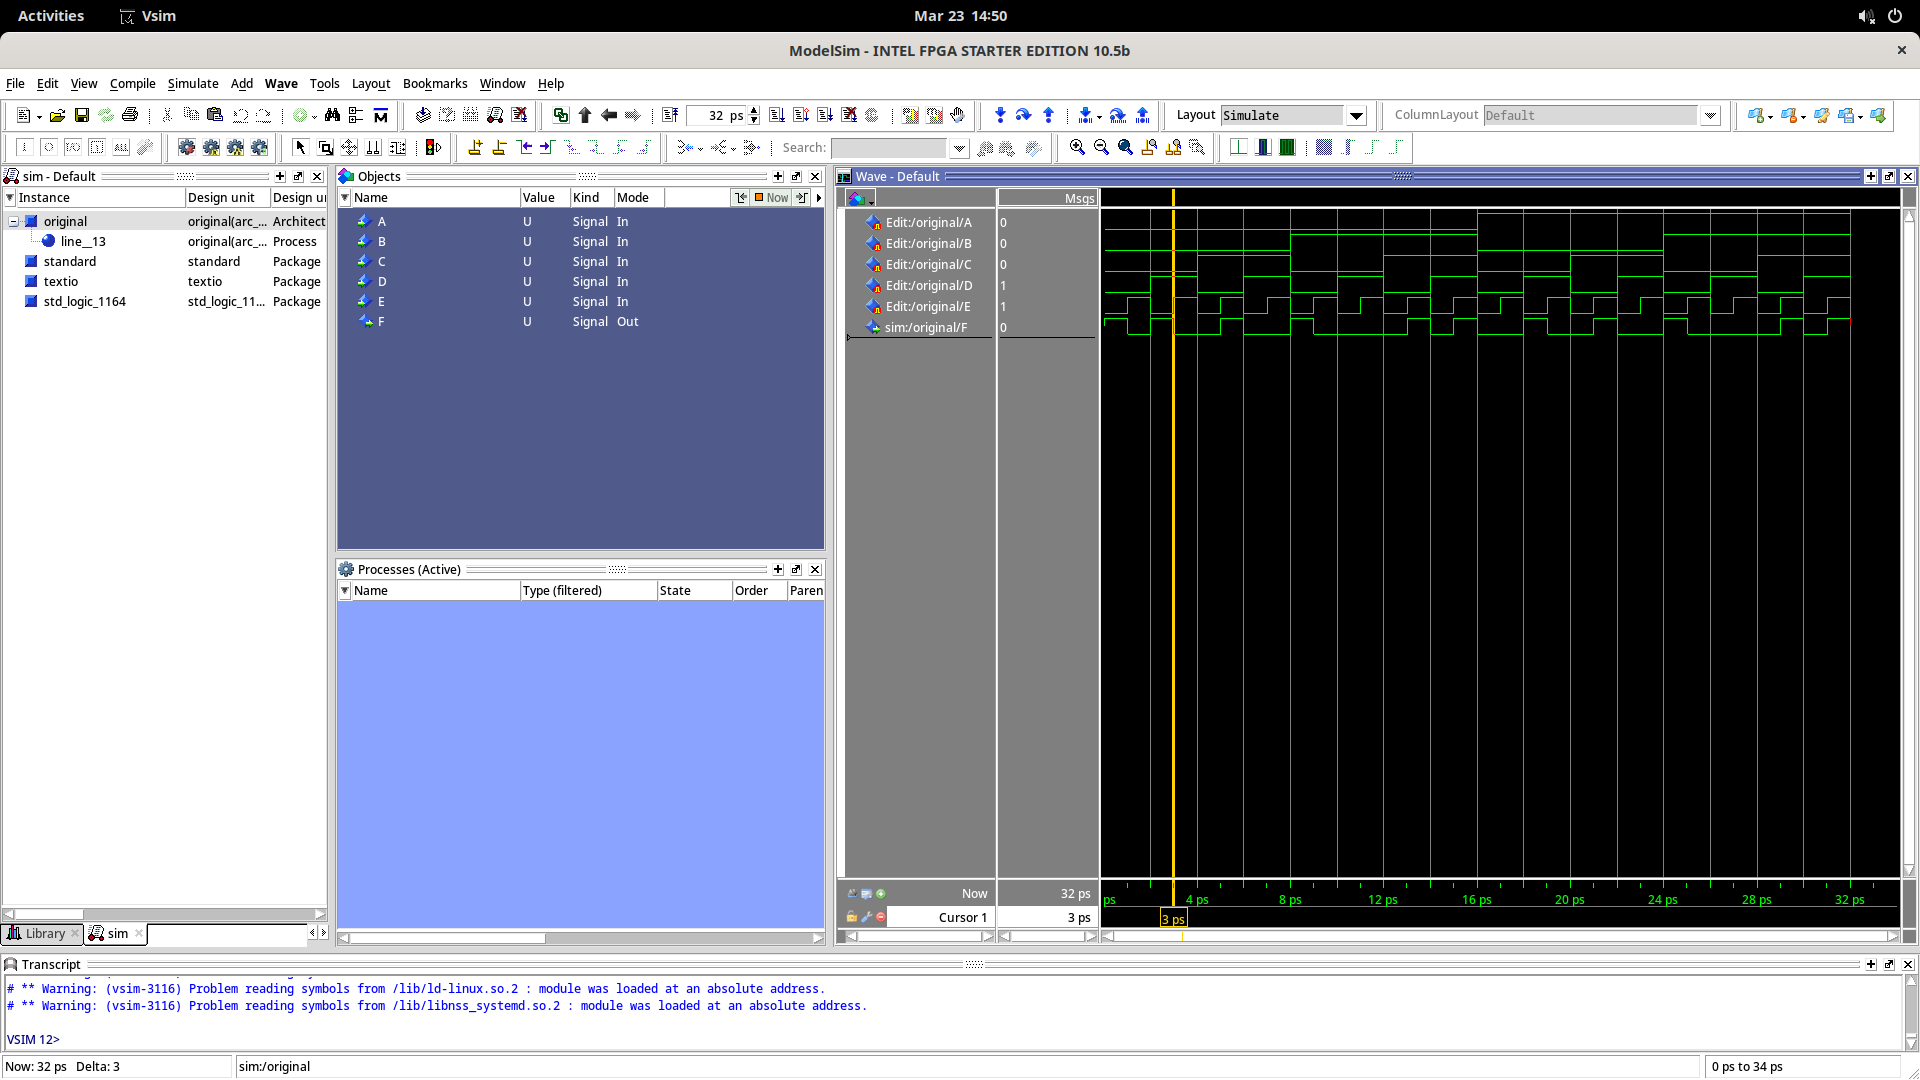 Activities Vsim Mar 23 14:50
ModelSim - INTEL FPGA STARTER EDITION 10.5b
File Edit View Compile Simulate Add Wave Tools Layout Bookmarks Window Help
32 ps Layout Simulate ColumnLayout Default
Search:
sim - Default
Instance Design unit Design u
original original(arc_... Architect
line__13 original(arc_... Process
standard standard Package
textio textio Package
std_logic_1164 std_logic_11... Package
Library sim
Objects
Name Value Kind Mode Now
A U Signal In
B U Signal In
C U Signal In
D U Signal In
E U Signal In
F U Signal Out
Processes (Active)
Name Type (filtered) State Order Paren
Wave - Default
Msgs
Edit:/original/A 0
Edit:/original/B 0
Edit:/original/C 0
Edit:/original/D 1
Edit:/original/E 1
sim:/original/F 0
Now 32 ps
ps 4 ps 8 ps 12 ps 16 ps 20 ps 24 ps 28 ps 32 ps
Cursor 1 3 ps
3 ps
Transcript
# ** Warning: (vsim-3116) Problem reading symbols from /lib/ld-linux.so.2 : module was loaded at an absolute address.
# ** Warning: (vsim-3116) Problem reading symbols from /lib/libnss_systemd.so.2 : module was loaded at an absolute address.
VSIM 12>
Now: 32 ps Delta: 3 sim:/original 0 ps to 34 ps